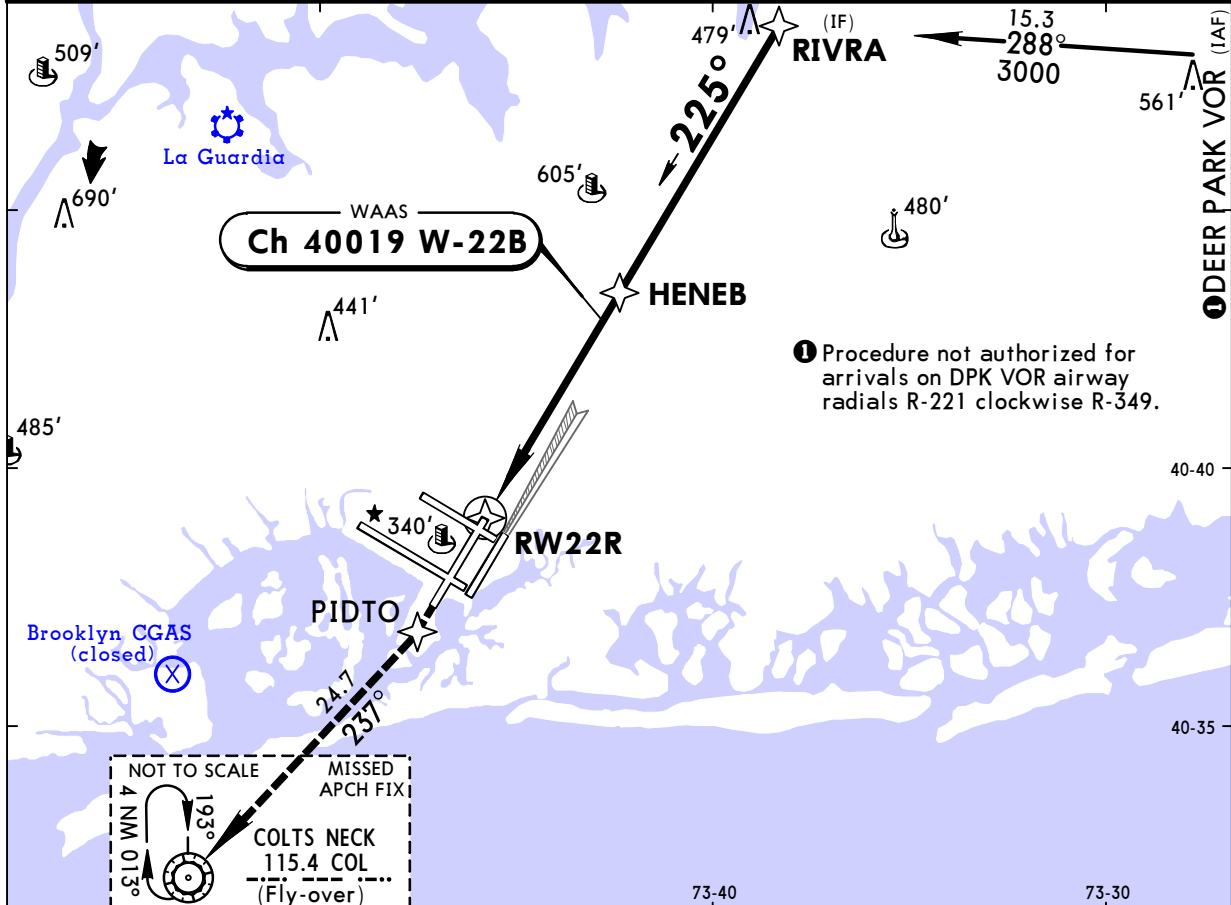 479'
(IF)
RIVRA
15.3
288°
3000
561'
❶DEER PARK VOR (IAF)
509'
La Guardia
690'
225°
605'
480'
WAAS
Ch 40019 W-22B
HENEB
441'
❶ Procedure not authorized for
arrivals on DPK VOR airway
radials R-221 clockwise R-349.
485'
40-40
340'
RW22R
PIDTO
Brooklyn CGAS
(closed)
24.7
237°
40-35
NOT TO SCALE
MISSED
APCH FIX
4 NM 013°
193°
COLTS NECK
115.4 COL
(Fly-over)
73-40
73-30